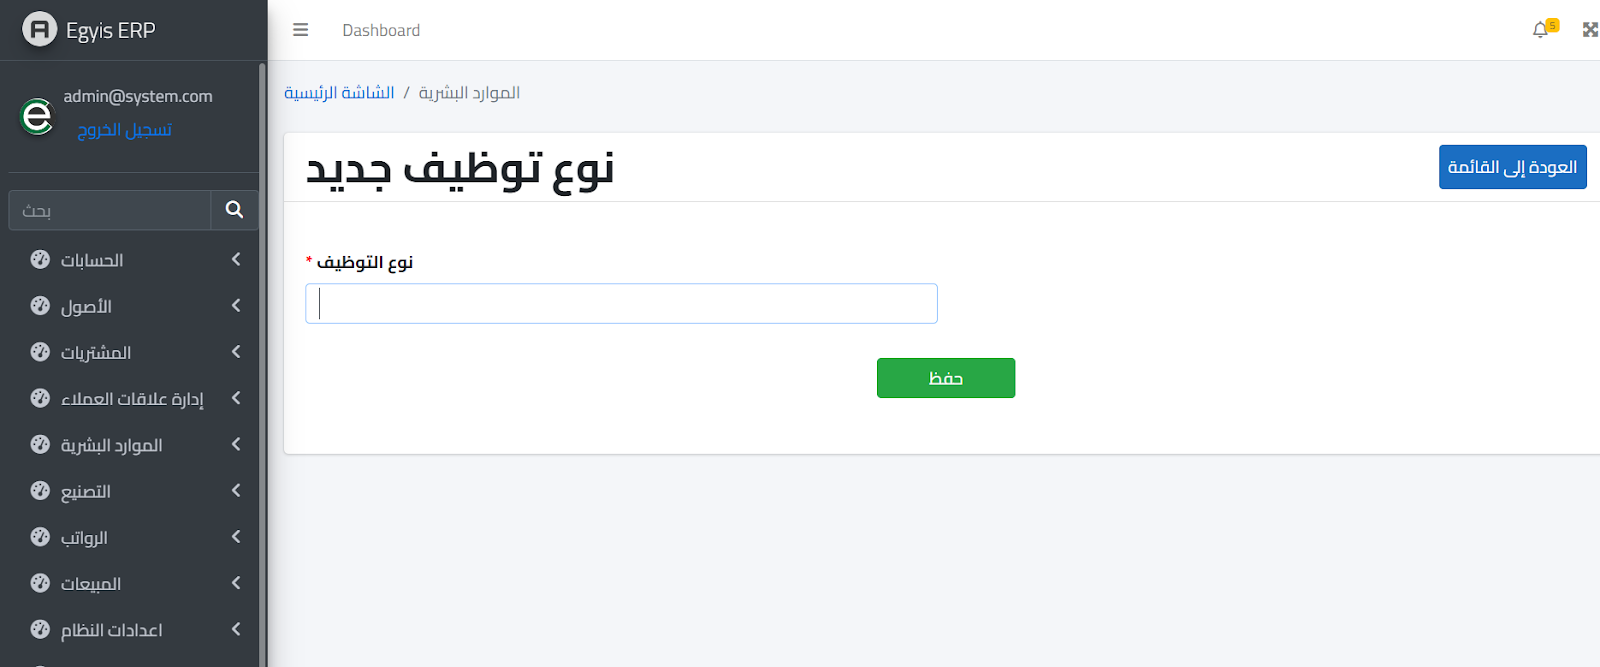 Egyis ERP
admin@system.com
تسجيل الخروج
بحث
الحسابات
الأصول
المشتريات
إدارة علاقات العملاء
الموارد البشرية
التصنيع
الرواتب
المبيعات
اعدادات النظام
Dashboard
5
الشاشة الرئيسية / الموارد البشرية
نوع توظيف جديد
العودة إلى القائمة
نوع التوظيف *
حفظ